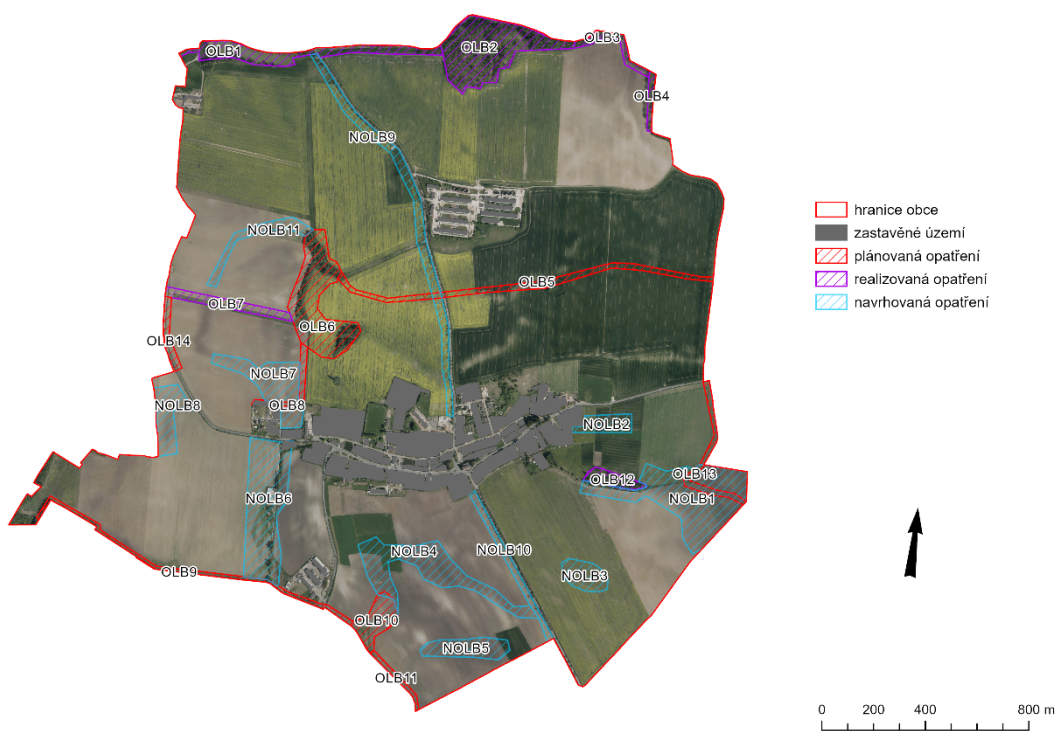 OLB1
OLB2
OLB3
OLB4
NOLB9
NOLB11
OLB5
OLB7
OLB6
OLB14
NOLB7
NOLB8
OLB8
NOLB2
OLB12
OLB13
NOLB1
NOLB6
NOLB4
NOLB10
NOLB3
OLB9
OLB10
NOLB5
OLB11
hranice obce
zastavěné území
plánovaná opatření
realizovaná opatření
navrhovaná opatření
0 200 400 800 m